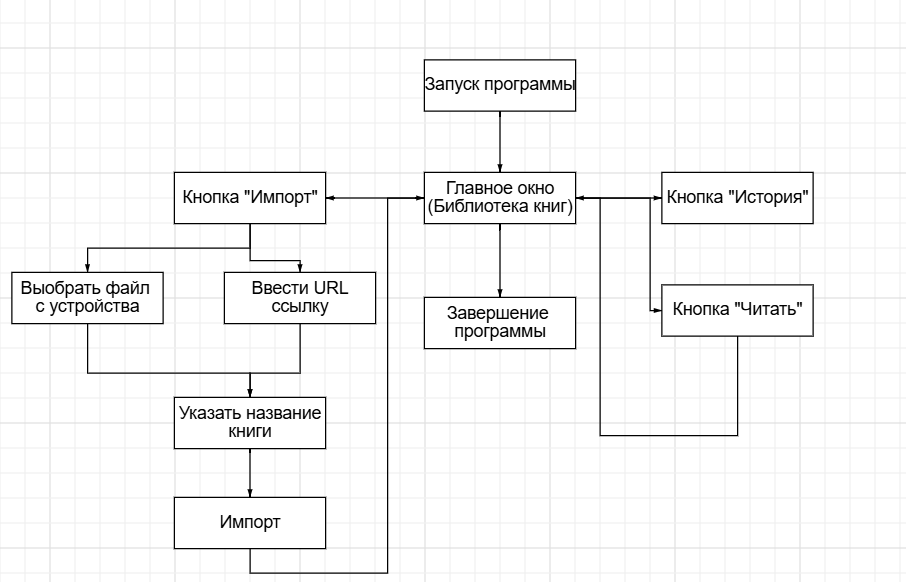 Запуск программы
Кнопка "Импорт"
Главное окно
(Библиотека книг)
Кнопка "История"
Выобрать файл
с устройства
Ввести URL
ссылку
Завершение
программы
Кнопка "Читать"
Указать название
книги
Импорт